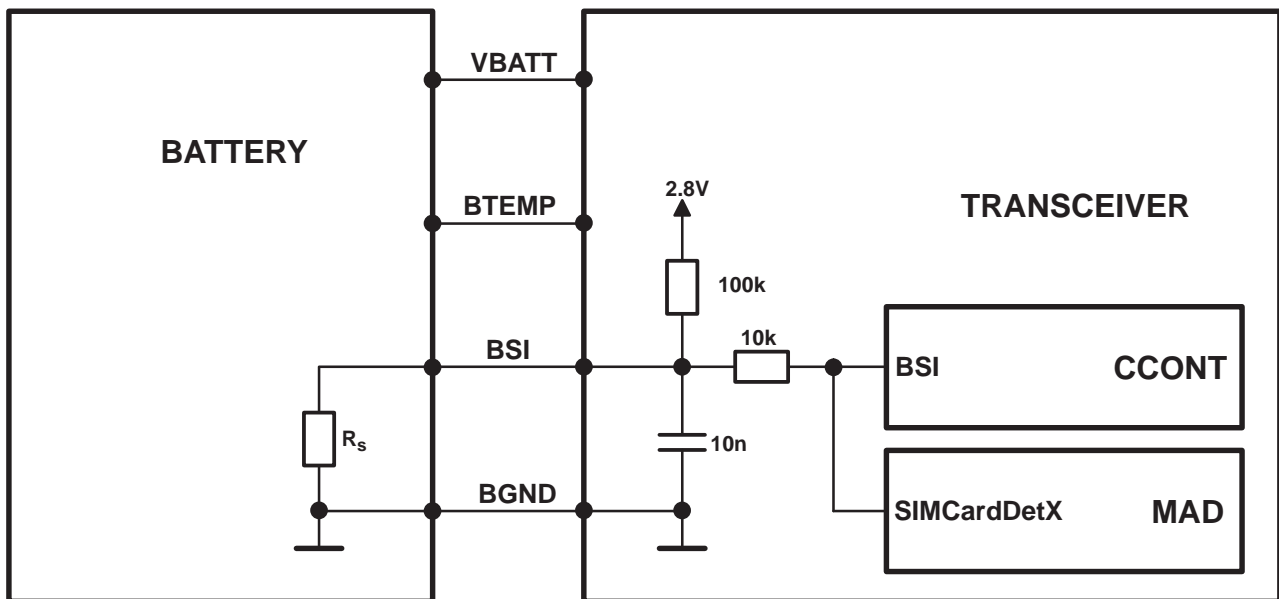 VBATT
BATTERY
2.8V
BTEMP
TRANSCEIVER
100k
10k
BSI
BSI
CCONT
Rs
10n
BGND
SIMCardDetX
MAD